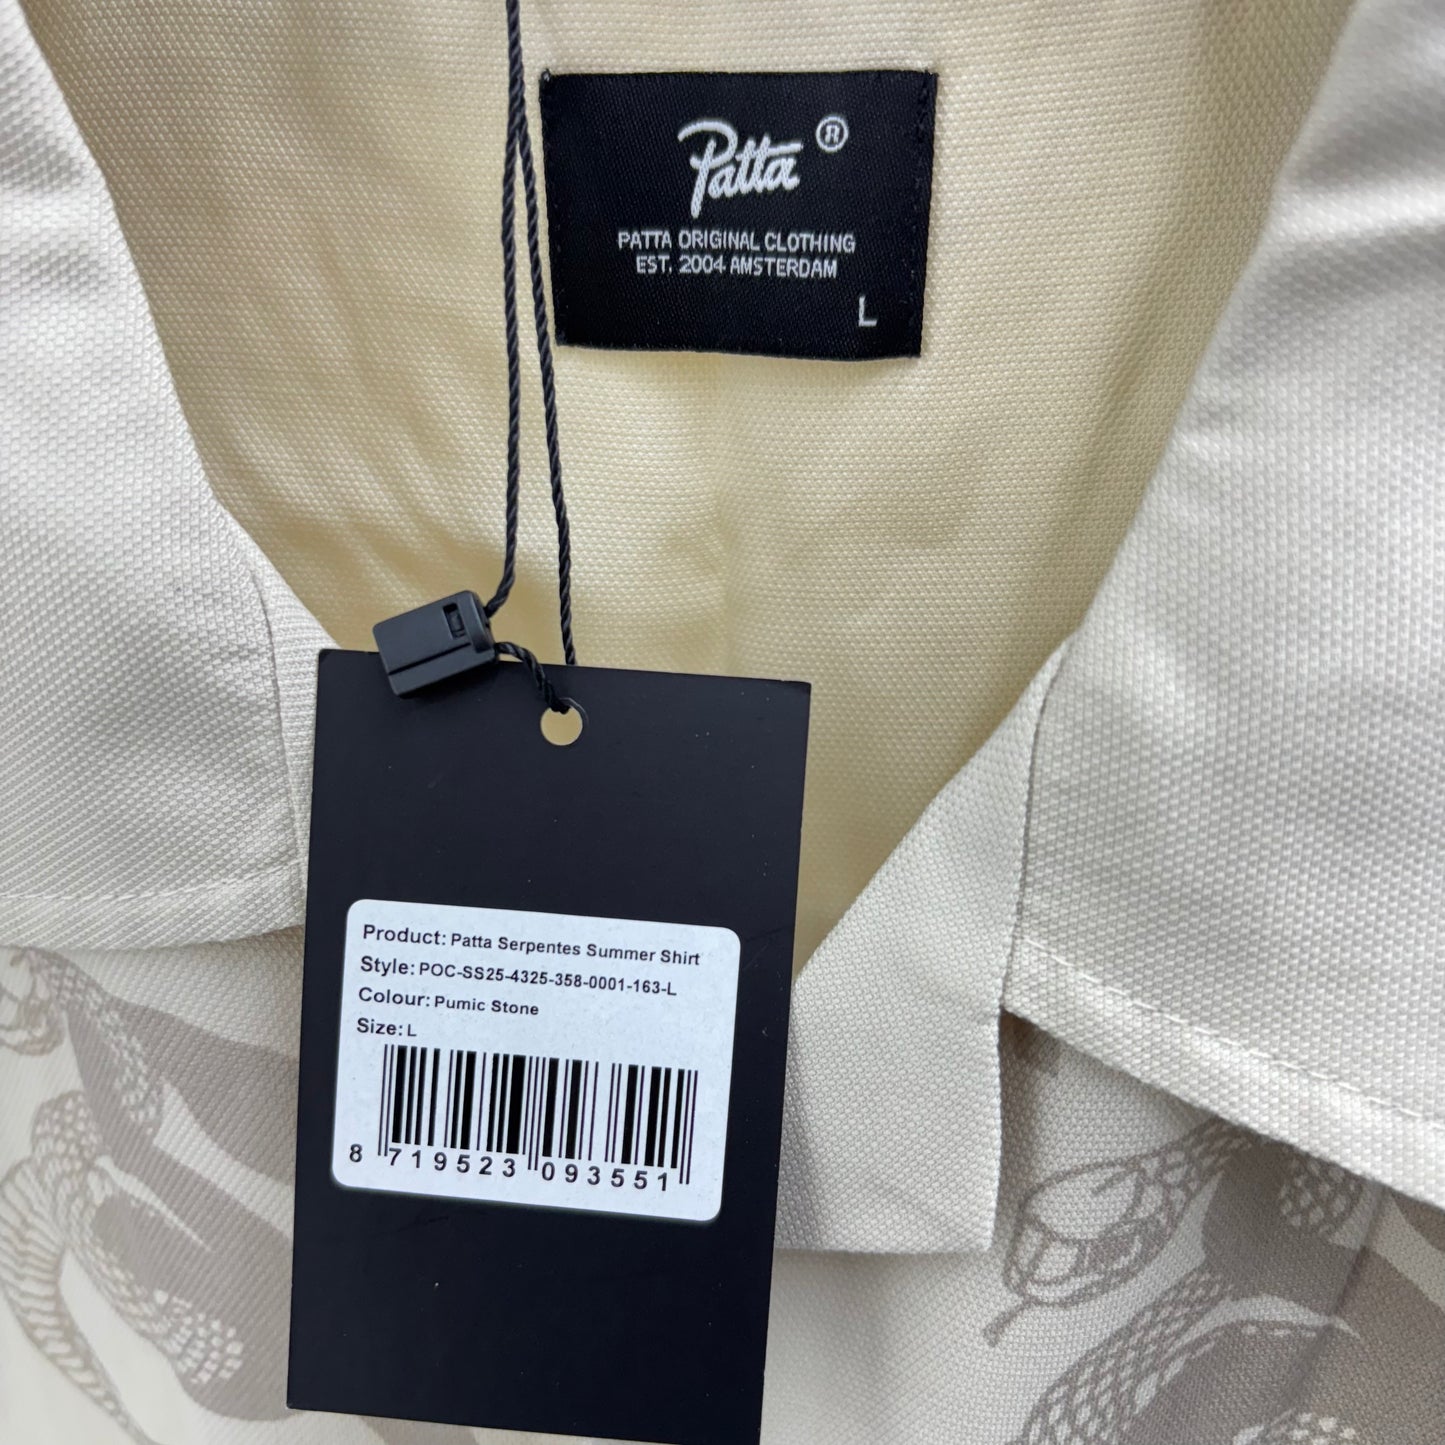 Patta ®
PATTA ORIGINAL CLOTHING
EST. 2004 AMSTERDAM
L
Product: Patta Serpentes Summer Shirt
Style: POC-SS25-4325-358-0001-163-L
Colour: Pumic Stone
Size: L
8 719523 093551